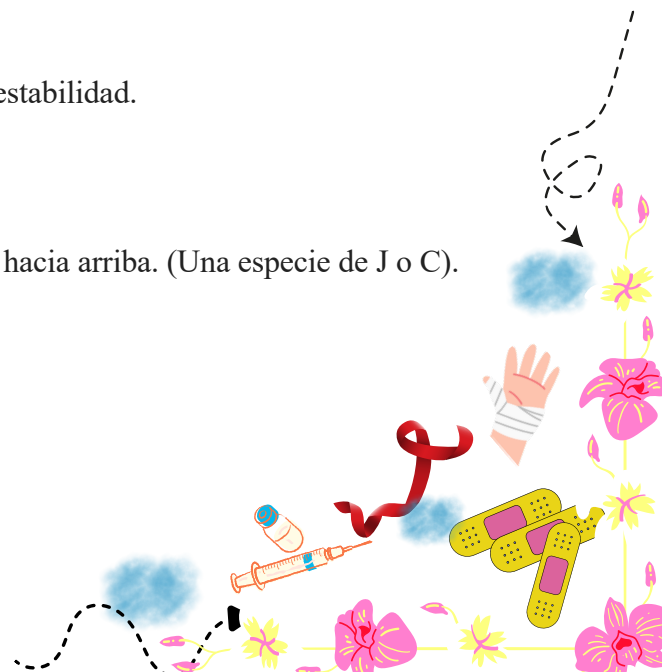 estabilidad.
hacia arriba. (Una especie de J o C).